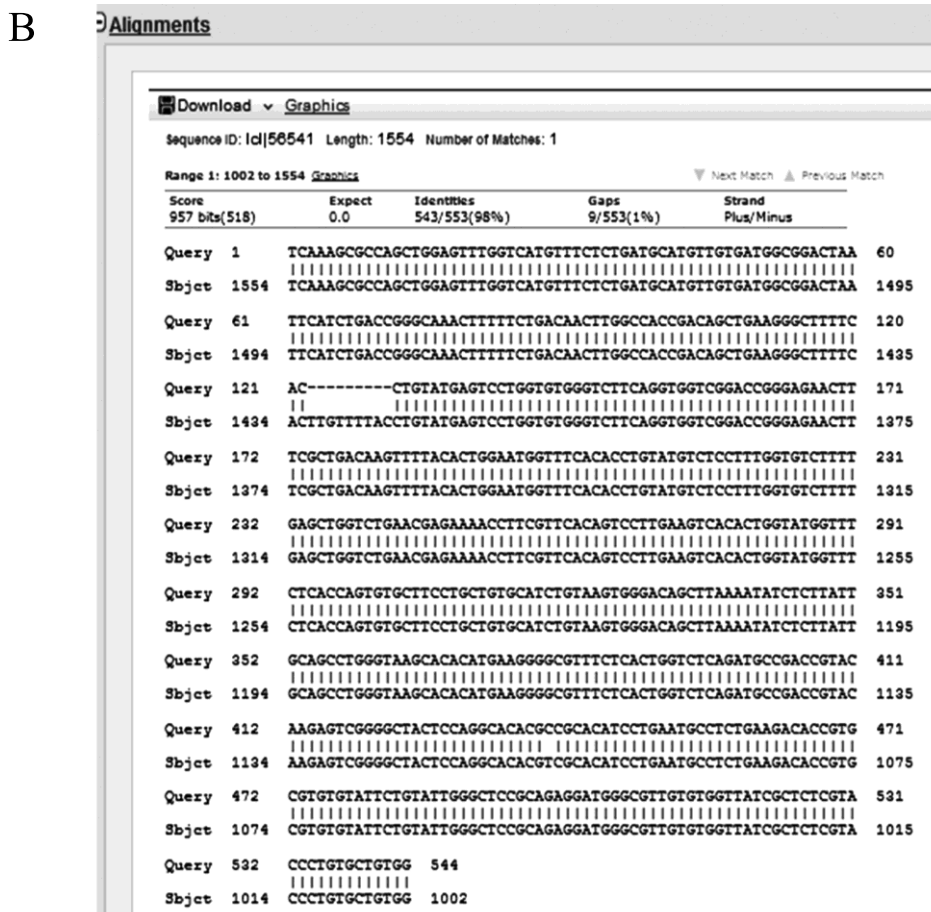 B
Alignments
Download Graphics
Sequence ID: lcl|56541 Length: 1554 Number of Matches: 1
Range 1: 1002 to 1554 Graphics Next Match Previous Match
Score Expect Identities Gaps Strand
957 bits(518) 0.0 543/553(98%) 9/553(1%) Plus/Minus
Query 1 TCAAAGCGCCAGCTGGAGTTTGGTCATGTTTCTCTGATGCATGTTGTGATGGCGGACTAA 60
Sbjct 1554 TCAAAGCGCCAGCTGGAGTTTGGTCATGTTTCTCTGATGCATGTTGTGATGGCGGACTAA 1495
Query 61 TTCATCTGACCGGGCAAACTTTTTCTGACAACTTGGCCACCGACAGCTGAAGGGCTTTTC 120
Sbjct 1494 TTCATCTGACCGGGCAAACTTTTTCTGACAACTTGGCCACCGACAGCTGAAGGGCTTTTC 1435
Query 121 AC---------CTGTATGAGTCCTGGTGTGGGTCTTCAGGTGGTCGGACCGGGAGAACTT 171
Sbjct 1434 ACTTGTTTTACCTGTATGAGTCCTGGTGTGGGTCTTCAGGTGGTCGGACCGGGAGAACTT 1375
Query 172 TCGCTGACAAGTTTTACACTGGAATGGTTTCACACCTGTATGTCTCCTTTGGTGTCTTTT 231
Sbjct 1374 TCGCTGACAAGTTTTACACTGGAATGGTTTCACACCTGTATGTCTCCTTTGGTGTCTTTT 1315
Query 232 GAGCTGGTCTGAACGAGAAAACCTTCGTTCACAGTCCTTGAAGTCACACTGGTATGGTTT 291
Sbjct 1314 GAGCTGGTCTGAACGAGAAAACCTTCGTTCACAGTCCTTGAAGTCACACTGGTATGGTTT 1255
Query 292 CTCACCAGTGTGCTTCCTGCTGTGCATCTGTAAGTGGGACAGCTTAAAATATCTCTTATT 351
Sbjct 1254 CTCACCAGTGTGCTTCCTGCTGTGCATCTGTAAGTGGGACAGCTTAAAATATCTCTTATT 1195
Query 352 GCAGCCTGGGTAAGCACACATGAAGGGGCGTTTCTCACTGGTCTCAGATGCCGACCGTAC 411
Sbjct 1194 GCAGCCTGGGTAAGCACACATGAAGGGGCGTTTCTCACTGGTCTCAGATGCCGACCGTAC 1135
Query 412 AAGAGTCGGGGCTACTCCAGGCACACGCCGCACATCCTGAATGCCTCTGAAGACACCGTG 471
Sbjct 1134 AAGAGTCGGGGCTACTCCAGGCACACGTCGCACATCCTGAATGCCTCTGAAGACACCGTG 1075
Query 472 CGTGTGTATTCTGTATTGGGCTCCGCAGAGGATGGGCGTTGTGTGGTTATCGCTCTCGTA 531
Sbjct 1074 CGTGTGTATTCTGTATTGGGCTCCGCAGAGGATGGGCGTTGTGTGGTTATCGCTCTCGTA 1015
Query 532 CCCTGTGCTGTGG 544
Sbjct 1014 CCCTGTGCTGTGG 1002